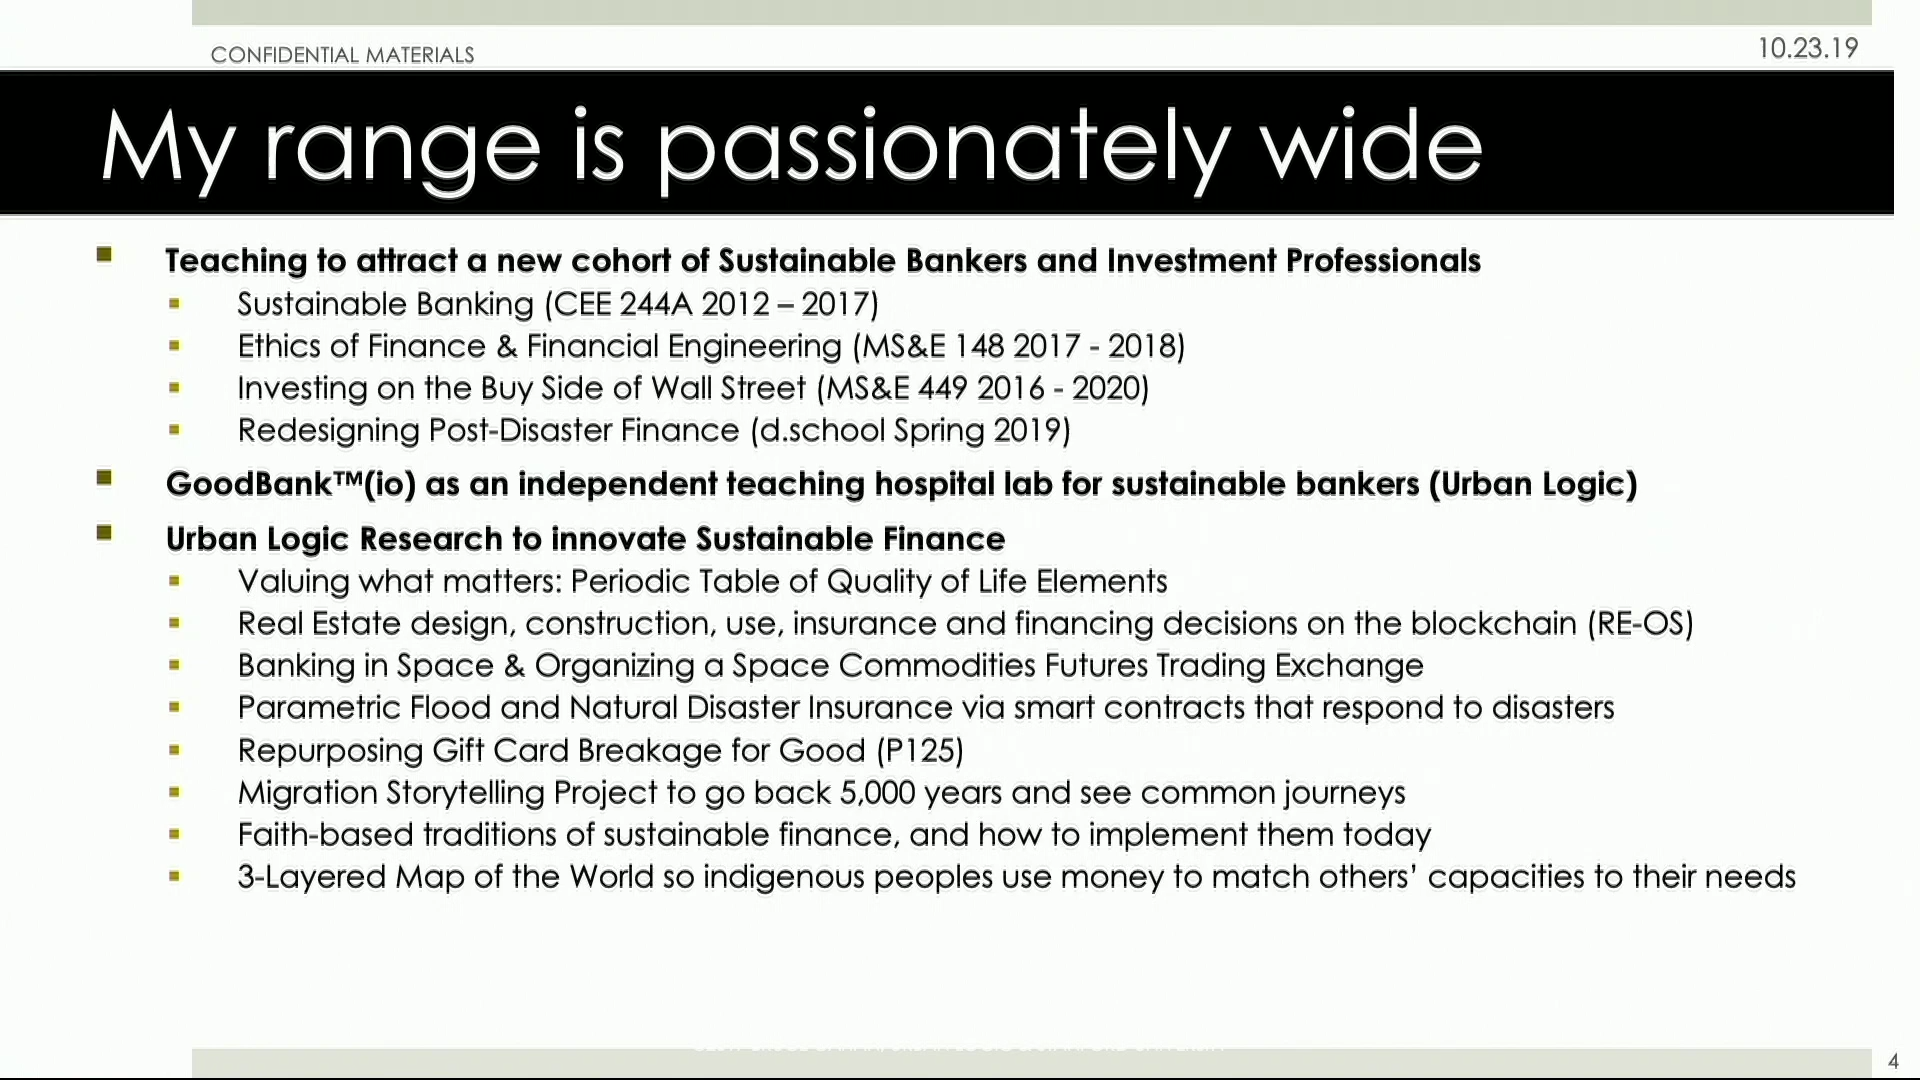 CONFIDENTIAL MATERIALS
10.23.19
My range is passionately wide
Teaching to attract a new cohort of Sustainable Bankers and Investment Professionals
Sustainable Banking (CEE 244A 2012 – 2017)
Ethics of Finance & Financial Engineering (MS&E 148 2017 - 2018)
Investing on the Buy Side of Wall Street (MS&E 449 2016 - 2020)
Redesigning Post-Disaster Finance (d.school Spring 2019)
GoodBank™(io) as an independent teaching hospital lab for sustainable bankers (Urban Logic)
Urban Logic Research to innovate Sustainable Finance
Valuing what matters: Periodic Table of Quality of Life Elements
Real Estate design, construction, use, insurance and financing decisions on the blockchain (RE-OS)
Banking in Space & Organizing a Space Commodities Futures Trading Exchange
Parametric Flood and Natural Disaster Insurance via smart contracts that respond to disasters
Repurposing Gift Card Breakage for Good (P125)
Migration Storytelling Project to go back 5,000 years and see common journeys
Faith-based traditions of sustainable finance, and how to implement them today
3-Layered Map of the World so indigenous peoples use money to match others’ capacities to their needs
4